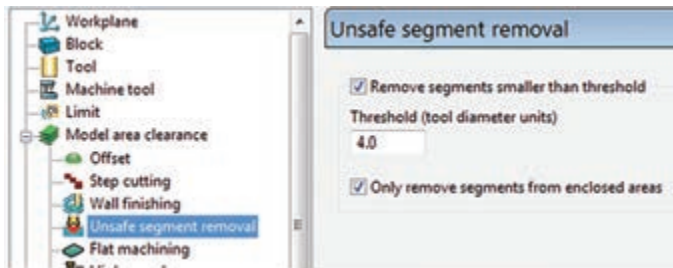 Workplane
Block
Tool
Machine tool
Limit
Model area clearance
Offset
Step cutting
Wall finishing
Unsafe segment removal
Flat machining
Unsafe segment removal
Remove segments smaller than threshold
Threshold (tool diameter units)
4.0
Only remove segments from enclosed areas